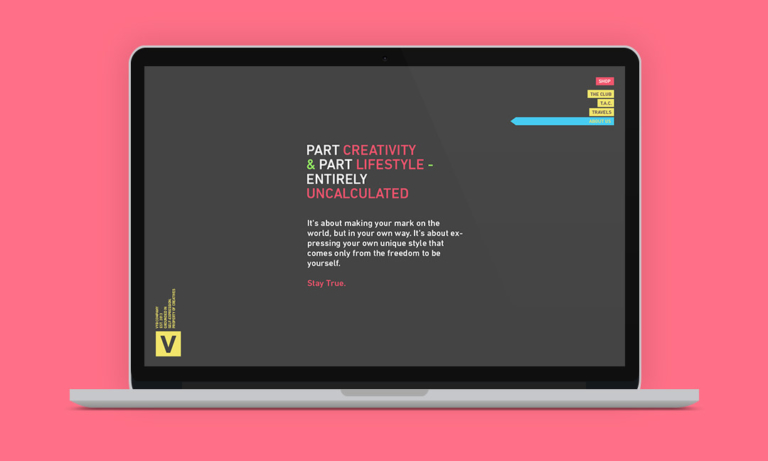 SHOP
THE CLUB
T.A.C.
TRAVELS
ABOUT US
PART CREATIVITY
& PART LIFESTYLE -
ENTIRELY
UNCALCULATED
It's about making your mark on the
world, but in your own way. It's about ex-
pressing your own unique style that
comes only from the freedom to be
yourself.
Stay True.
V